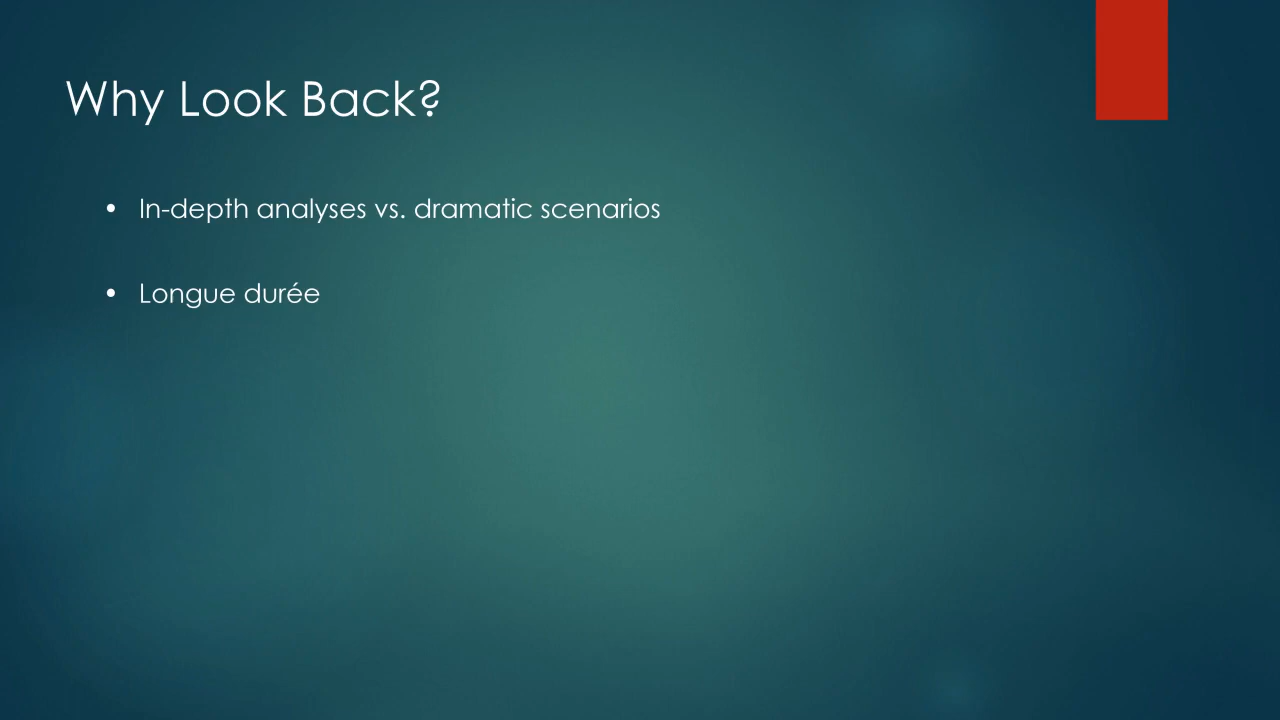 Why Look Back?
• In-depth analyses vs. dramatic scenarios
• Longue durée